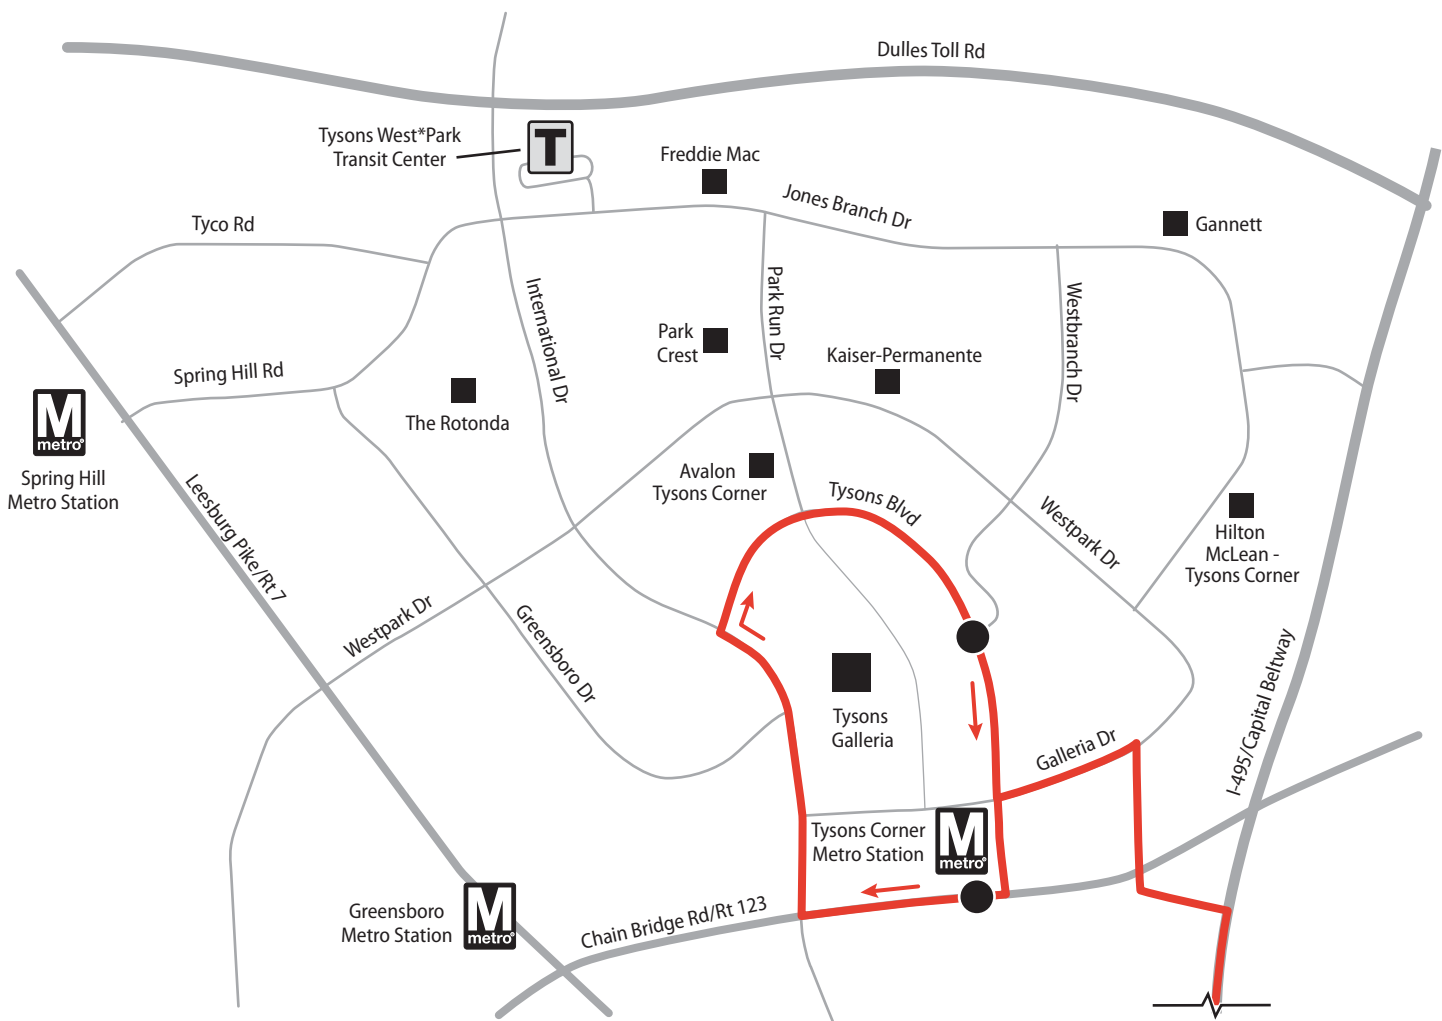 Dulles Toll Rd
Tysons West*Park
Transit Center
T
Freddie Mac
Jones Branch Dr
Gannett
Tyco Rd
International Dr
Park Run Dr
Westbranch Dr
Park
Crest
Kaiser-Permanente
Spring Hill Rd
The Rotonda
M
metro®
Spring Hill
Metro Station
Leesburg Pike/Rt 7
Avalon
Tysons Corner
Tysons Blvd
Westpark Dr
Hilton
McLean -
Tysons Corner
Westpark Dr
Greensboro Dr
Tysons
Galleria
Galleria Dr
I-495/Capital Beltway
Tysons Corner
Metro Station
M
metro®
Greensboro
Metro Station
M
metro®
Chain Bridge Rd/Rt 123